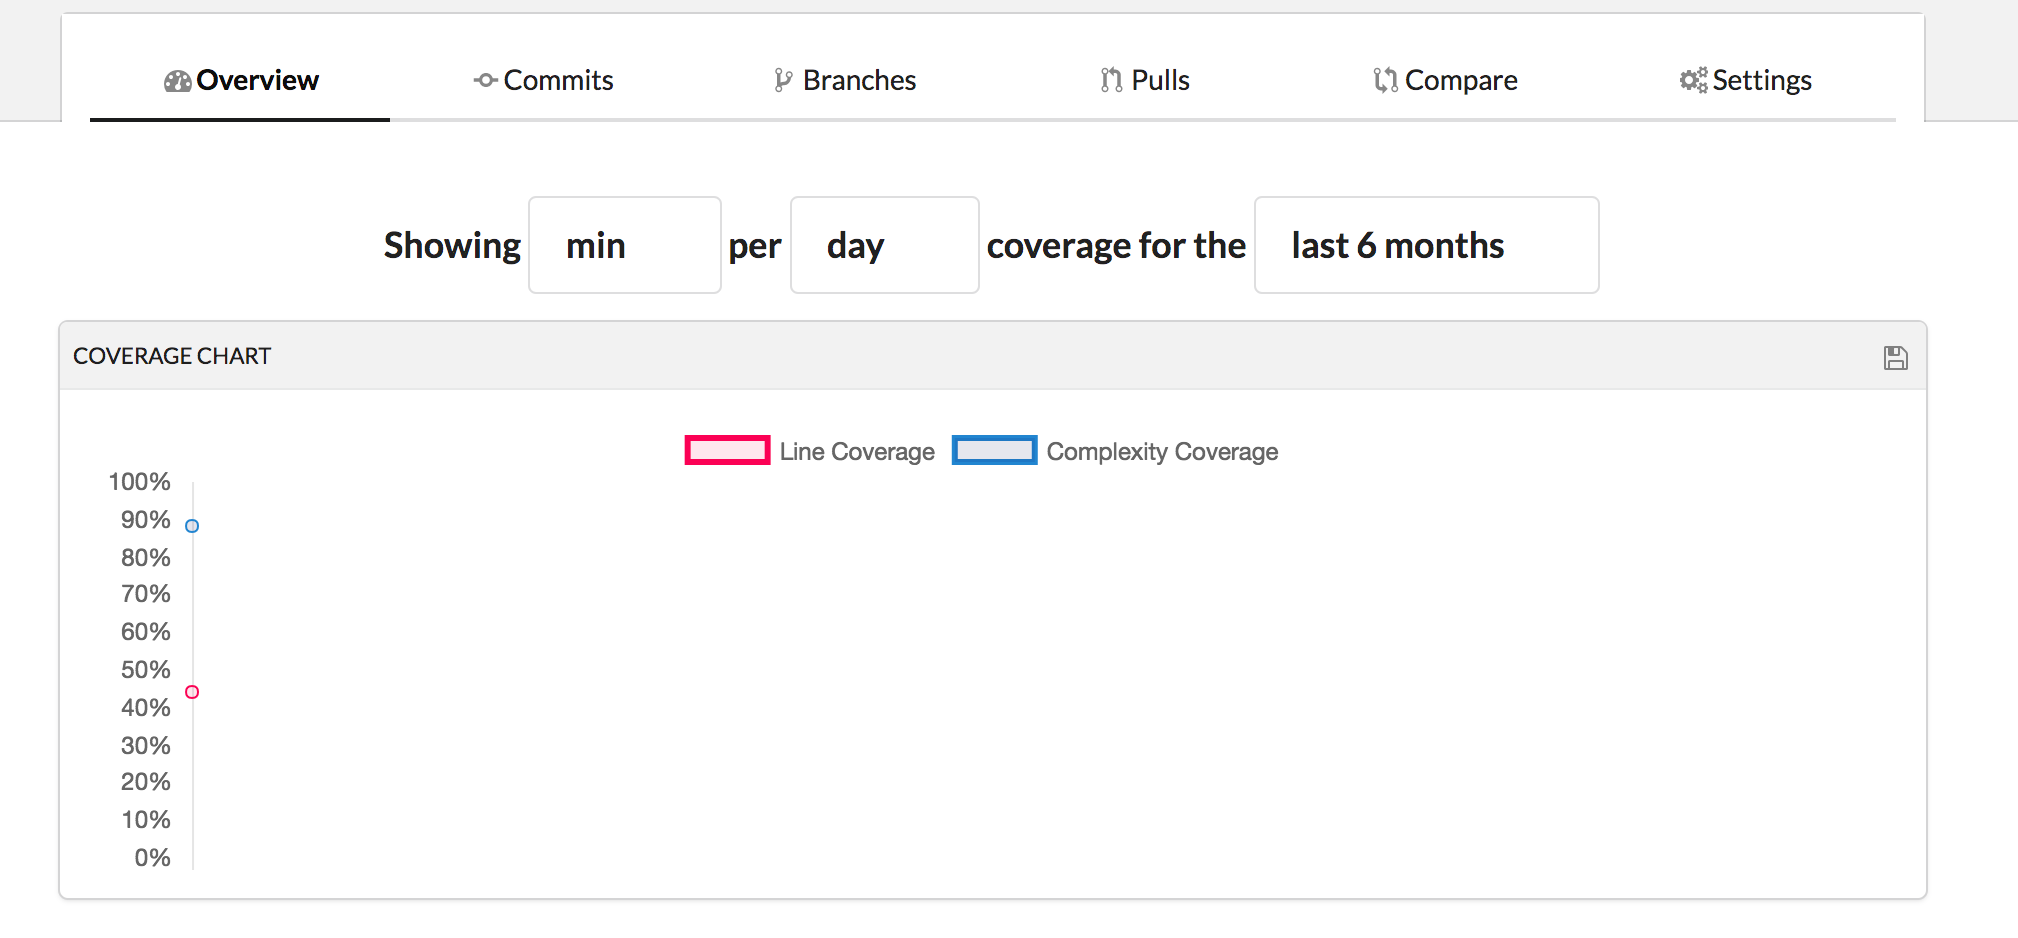 Overview Commits Branches Pulls Compare Settings
Showing min per day coverage for the last 6 months
COVERAGE CHART
Line Coverage Complexity Coverage
100%
90%
80%
70%
60%
50%
40%
30%
20%
10%
0%